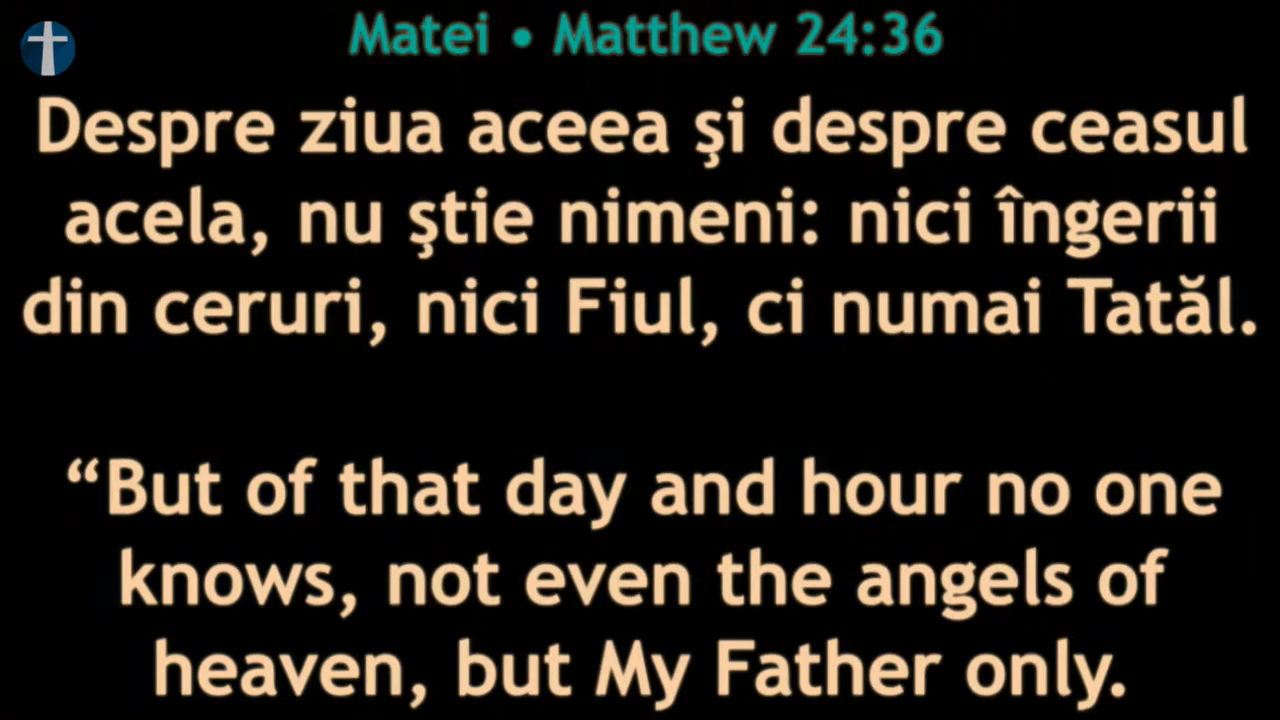 Matei • Matthew 24:36
Despre ziua aceea şi despre ceasul
acela, nu ştie nimeni: nici îngerii
din ceruri, nici Fiul, ci numai Tatăl.
“But of that day and hour no one
knows, not even the angels of
heaven, but My Father only.